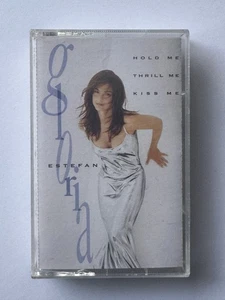 gloria
ESTEFAN
HOLD ME
THRILL ME
KISS ME